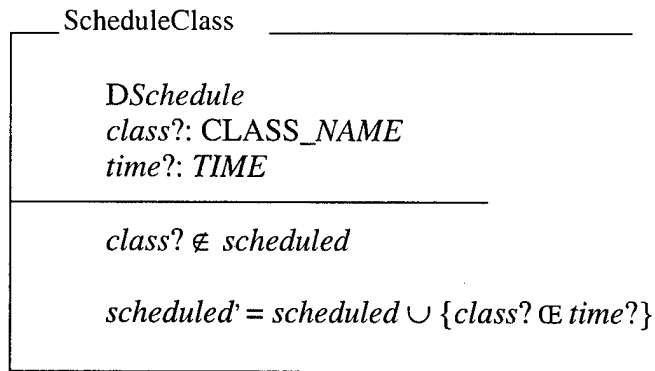 ScheduleClass
DSchedule
class?: CLASS_NAME
time?: TIME
class? ∉ scheduled
scheduled' = scheduled ∪ {class? Œ time?}